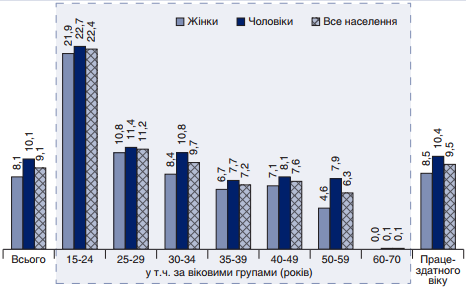 Жінки Чоловіки Все населення
8,1 10,1 9,1
21,9 22,7 22,4
10,8 11,4 11,2
8,4 10,8 9,7
6,7 7,7 7,2
7,1 8,1 7,6
4,6 7,9 6,3
0,0 0,1 0,1
8,5 10,4 9,5
Всього 15-24 25-29 30-34 35-39 40-49 50-59 60-70 Праце-
здатного
віку
у т.ч. за віковими групами (років)